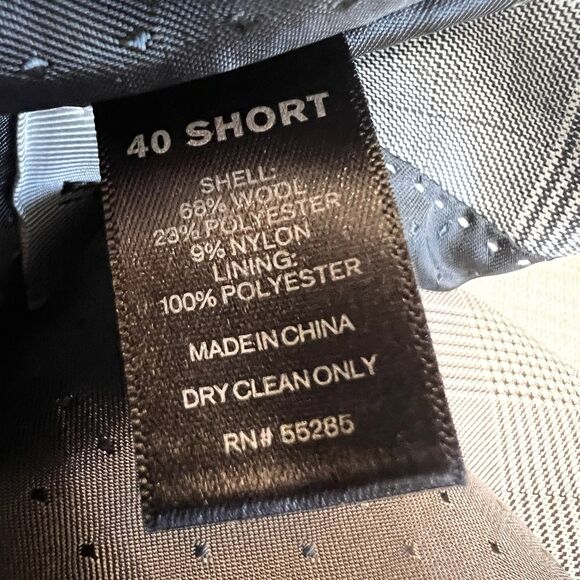 40 SHORT
SHELL:
68% WOOL
23% POLYESTER
9% NYLON
LINING:
100% POLYESTER
MADE IN CHINA
DRY CLEAN ONLY
RN# 55285